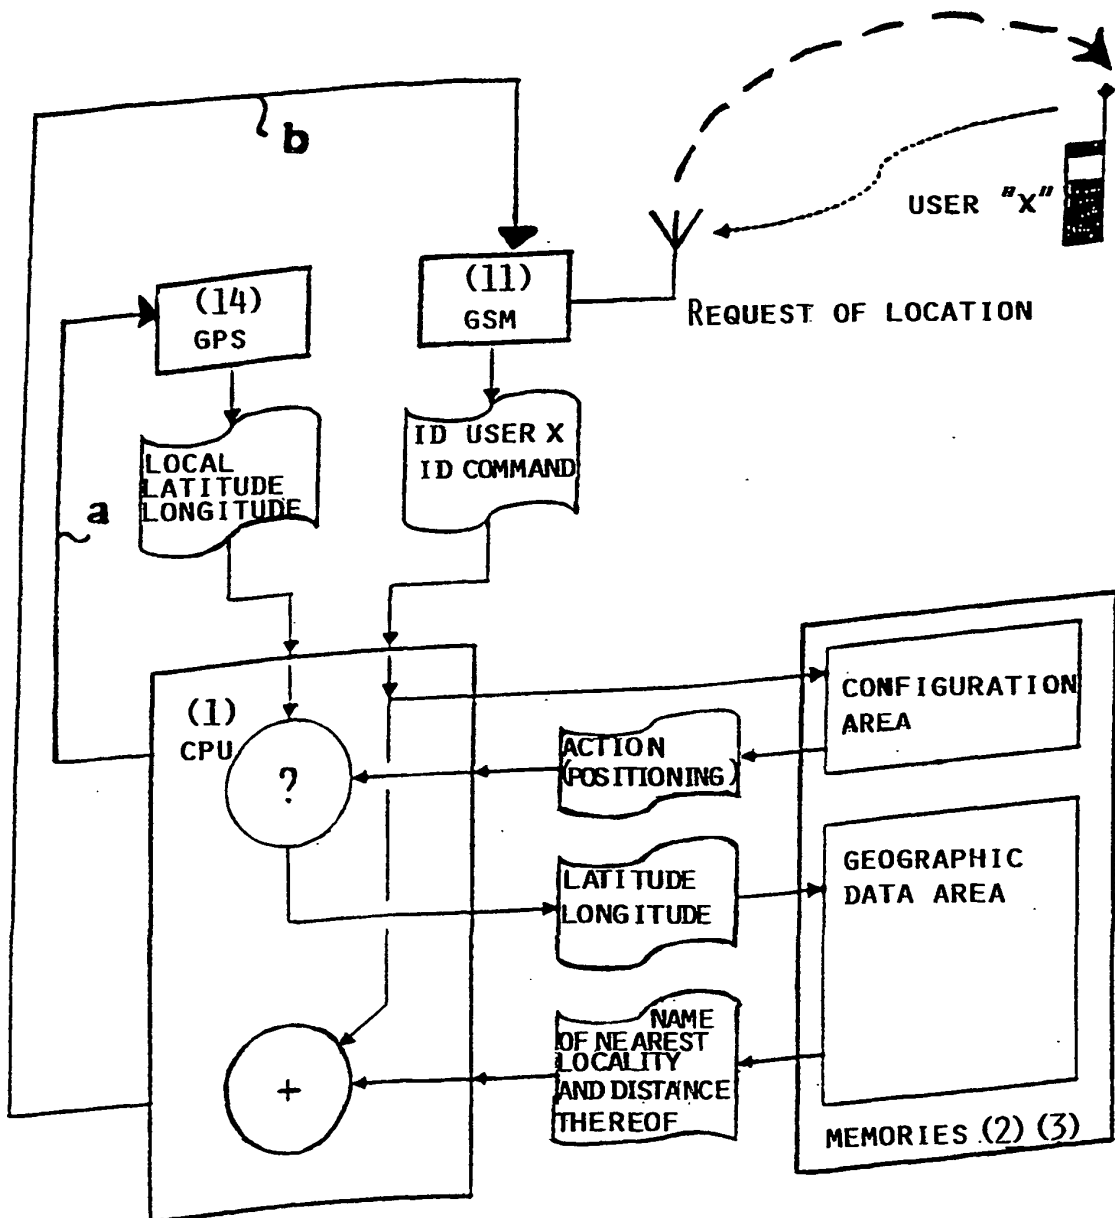 b
USER "X"
(14)
GPS
(11)
GSM
REQUEST OF LOCATION
LOCAL
LATITUDE
LONGITUDE
ID USER X
ID COMMAND
a
(1)
CPU
?
ACTION
(POSITIONING)
CONFIGURATION
AREA
LATITUDE
LONGITUDE
GEOGRAPHIC
DATA AREA
+
NAME
OF NEAREST
LOCALITY
AND DISTANCE
THEREOF
MEMORIES (2) (3)